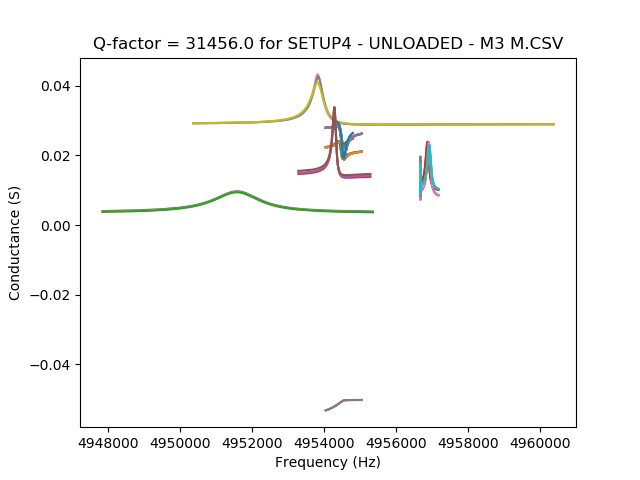 Q-factor = 31456.0 for SETUP4 - UNLOADED - M3 M.CSV
0.04
0.02
0.00
−0.02
−0.04
Conductance (S)
4948000 4950000 4952000 4954000 4956000 4958000 4960000
Frequency (Hz)